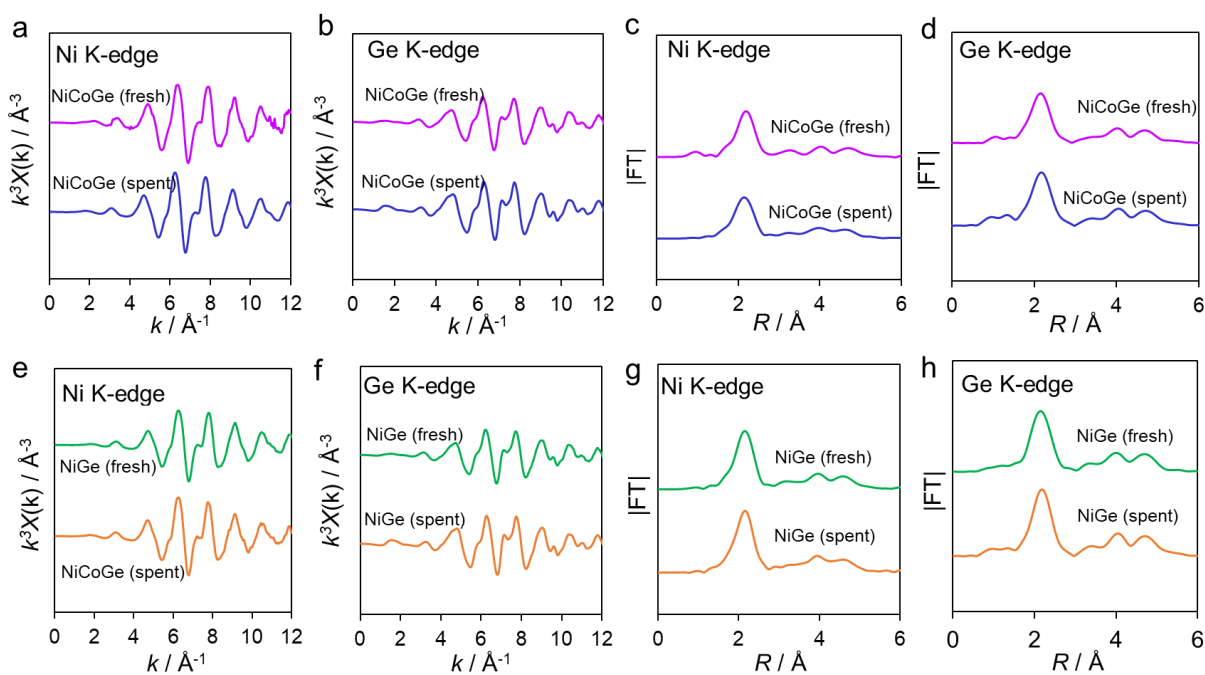 a
Ni K-edge
NiCoGe (fresh)
NiCoGe (spent)
k³X(k) / Å⁻³
0 2 4 6 8 10 12
k / Å⁻¹
b
Ge K-edge
NiCoGe (fresh)
NiCoGe (spent)
k³X(k) / Å⁻³
0 2 4 6 8 10 12
k / Å⁻¹
c
Ni K-edge
NiCoGe (fresh)
NiCoGe (spent)
|FT|
0 2 4 6
R / Å
d
Ge K-edge
NiCoGe (fresh)
NiCoGe (spent)
|FT|
0 2 4 6
R / Å
e
Ni K-edge
NiGe (fresh)
NiCoGe (spent)
k³X(k) / Å⁻³
0 2 4 6 8 10 12
k / Å⁻¹
f
Ge K-edge
NiGe (fresh)
NiGe (spent)
k³X(k) / Å⁻³
0 2 4 6 8 10 12
k / Å⁻¹
g
Ni K-edge
NiGe (fresh)
NiGe (spent)
|FT|
0 2 4 6
R / Å
h
Ge K-edge
NiGe (fresh)
NiGe (spent)
|FT|
0 2 4 6
R / Å